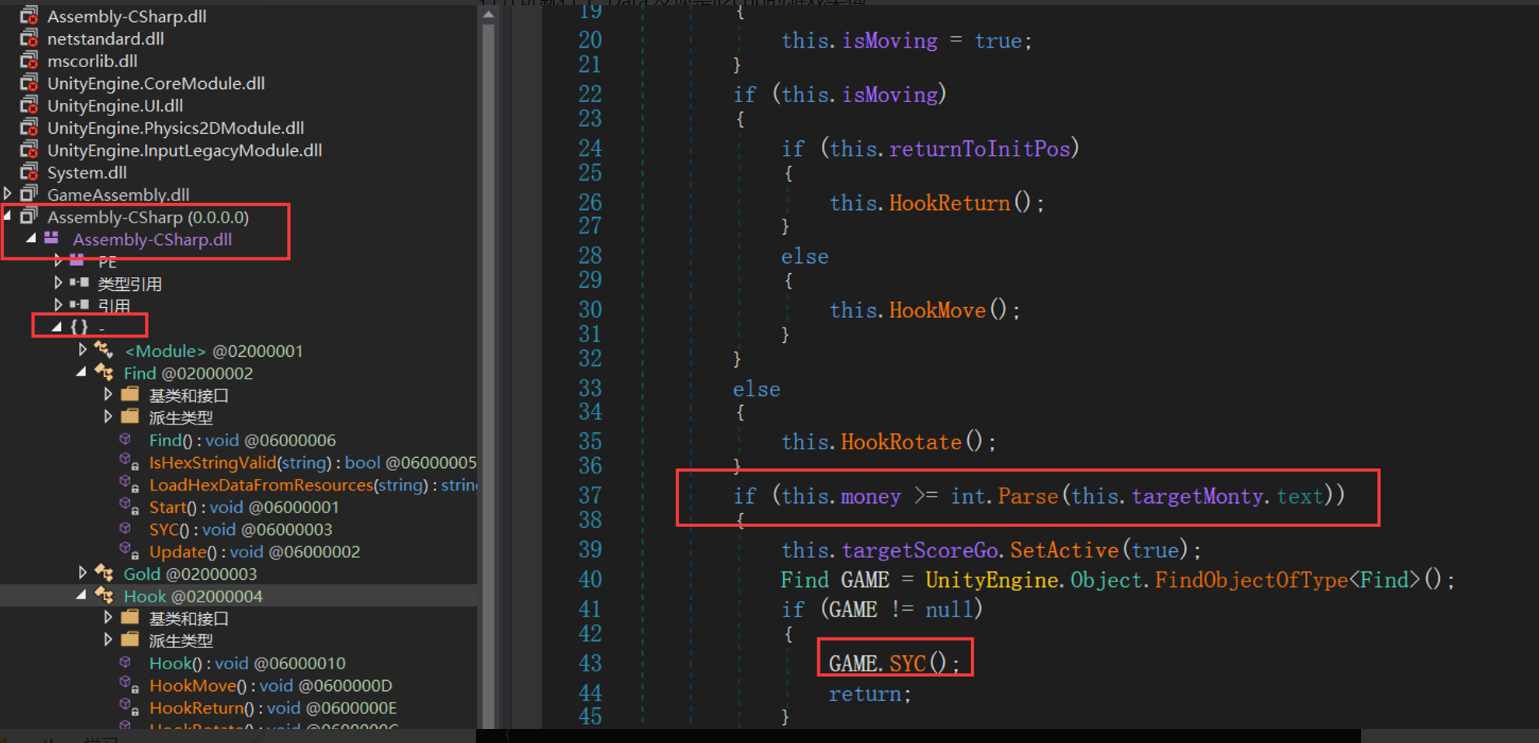 Assembly-CSharp.dll
netstandard.dll
mscorlib.dll
UnityEngine.CoreModule.dll
UnityEngine.UI.dll
UnityEngine.Physics2DModule.dll
UnityEngine.InputLegacyModule.dll
System.dll
GameAssembly.dll
Assembly-CSharp (0.0.0.0)
Assembly-CSharp.dll
PE
类型引用
引用
{} -
<Module> @02000001
Find @02000002
基类和接口
派生类型
Find() : void @06000006
IsHexStringValid(string) : bool @06000005
LoadHexDataFromResources(string) : string
Start() : void @06000001
SYC() : void @06000003
Update() : void @06000002
Gold @02000003
Hook @02000004
基类和接口
派生类型
Hook() : void @06000010
HookMove() : void @0600000D
HookReturn() : void @0600000E
19 {
20 this.isMoving = true;
21 }
22 if (this.isMoving)
23 {
24 if (this.returnToInitPos)
25 {
26 this.HookReturn();
27 }
28 else
29 {
30 this.HookMove();
31 }
32 }
33 else
34 {
35 this.HookRotate();
36 }
37 if (this.money >= int.Parse(this.targetMonty.text))
38 {
39 this.targetScoreGo.SetActive(true);
40 Find GAME = UnityEngine.Object.FindObjectOfType<Find>();
41 if (GAME != null)
42 {
43 GAME.SYC();
44 return;
45 }